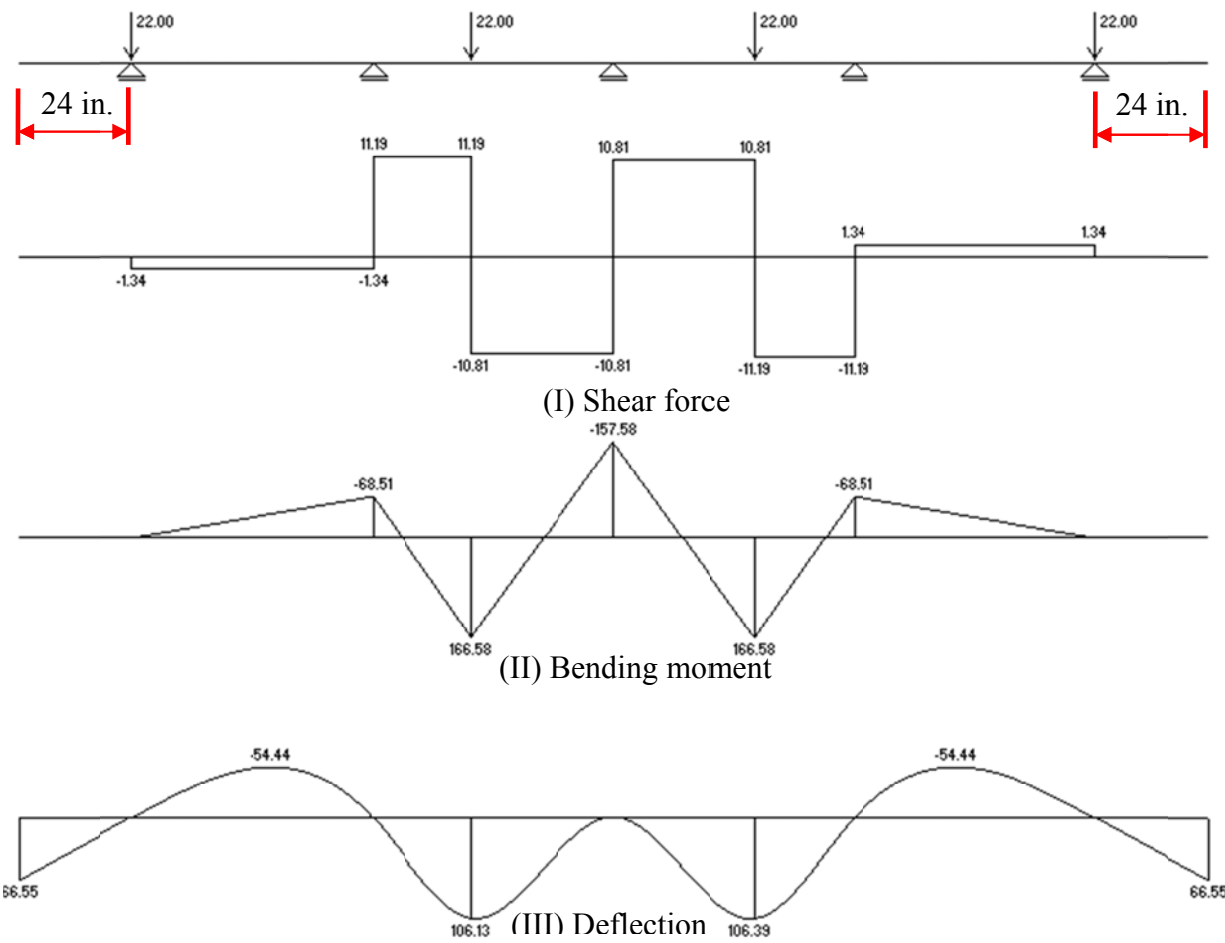 22.00 22.00 22.00 22.00
24 in. 24 in.
11.19 11.19 10.81 10.81
1.34 1.34
-1.34 -1.34
-10.81 -10.81 -11.19 -11.19
(I) Shear force
-157.58
-68.51 -68.51
166.58 166.58
(II) Bending moment
-54.44 -54.44
66.55 66.55
106.13 106.39
(III) Deflection